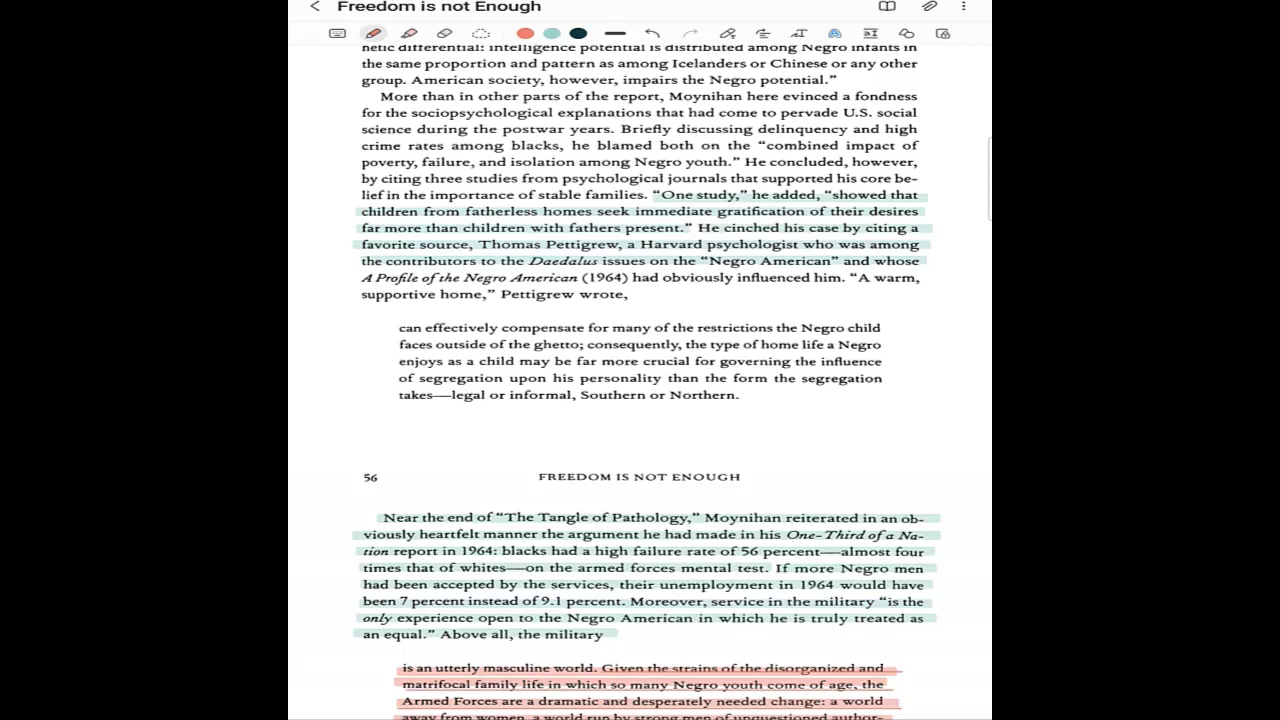 Freedom is not Enough
netic differential: intelligence potential is distributed among Negro infants in
the same proportion and pattern as among Icelanders or Chinese or any other
group. American society, however, impairs the Negro potential.”
More than in other parts of the report, Moynihan here evinced a fondness
for the sociopsychological explanations that had come to pervade U.S. social
science during the postwar years. Briefly discussing delinquency and high
crime rates among blacks, he blamed both on the “combined impact of
poverty, failure, and isolation among Negro youth.” He concluded, however,
by citing three studies from psychological journals that supported his core be-
lief in the importance of stable families. “One study,” he added, “showed that
children from fatherless homes seek immediate gratification of their desires
far more than children with fathers present.” He cinched his case by citing a
favorite source, Thomas Pettigrew, a Harvard psychologist who was among
the contributors to the Daedalus issues on the “Negro American” and whose
A Profile of the Negro American (1964) had obviously influenced him. “A warm,
supportive home,” Pettigrew wrote,
can effectively compensate for many of the restrictions the Negro child
faces outside of the ghetto; consequently, the type of home life a Negro
enjoys as a child may be far more crucial for governing the influence
of segregation upon his personality than the form the segregation
takes—legal or informal, Southern or Northern.
56 FREEDOM IS NOT ENOUGH
Near the end of “The Tangle of Pathology,” Moynihan reiterated in an ob-
viously heartfelt manner the argument he had made in his One-Third of a Na-
tion report in 1964: blacks had a high failure rate of 56 percent—almost four
times that of whites—on the armed forces mental test. If more Negro men
had been accepted by the services, their unemployment in 1964 would have
been 7 percent instead of 9.1 percent. Moreover, service in the military “is the
only experience open to the Negro American in which he is truly treated as
an equal.” Above all, the military
is an utterly masculine world. Given the strains of the disorganized and
matrifocal family life in which so many Negro youth come of age, the
Armed Forces are a dramatic and desperately needed change: a world
away from women, a world run by strong men of unquestioned author-